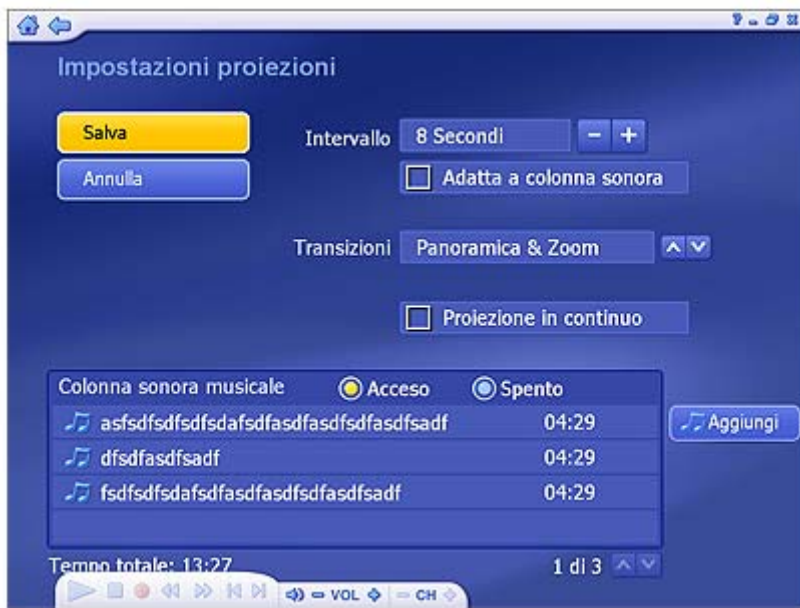 Impostazioni proiezioni
Salva
Intervallo 8 Secondi - +
Annulla
Adatta a colonna sonora
Transizioni Panoramica & Zoom
Proiezione in continuo
Colonna sonora musicale Acceso Spento
asfsdfsdfsdfsdafsdfasdfasdfsdfasdfsadf 04:29
Aggiungi
dfsdfasdfsadf 04:29
fsdfsdfsdafsdfasdfasdfsdfasdfsadf 04:29
Tempo totale: 13:27 1 di 3
VOL CH